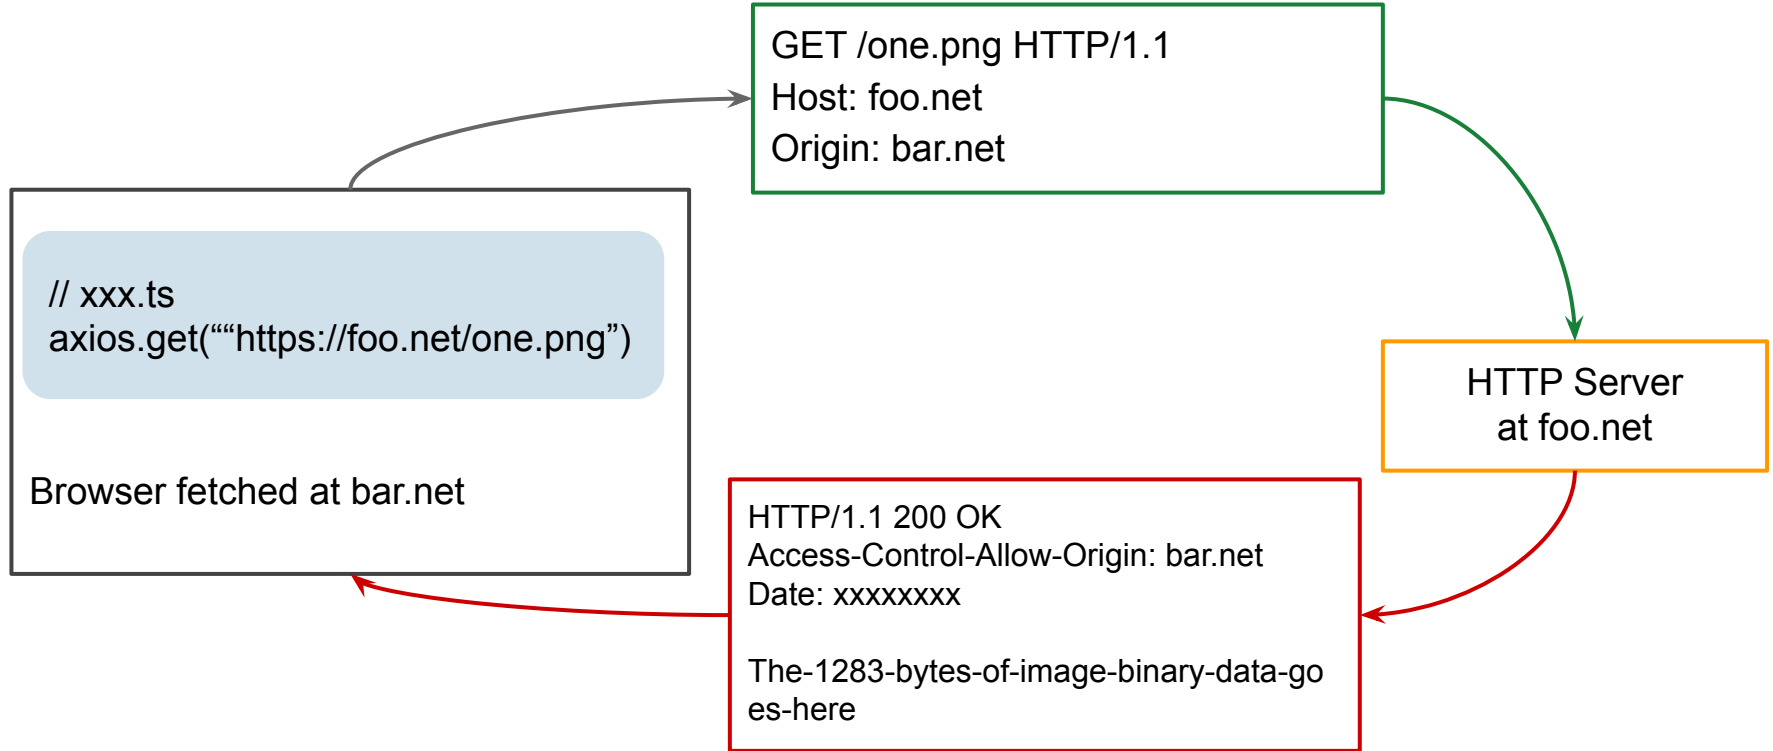 GET /one.png HTTP/1.1
Host: foo.net
Origin: bar.net
// xxx.ts
axios.get(““https://foo.net/one.png”)
Browser fetched at bar.net
HTTP Server
at foo.net
HTTP/1.1 200 OK
Access-Control-Allow-Origin: bar.net
Date: xxxxxxxx
The-1283-bytes-of-image-binary-data-go
es-here